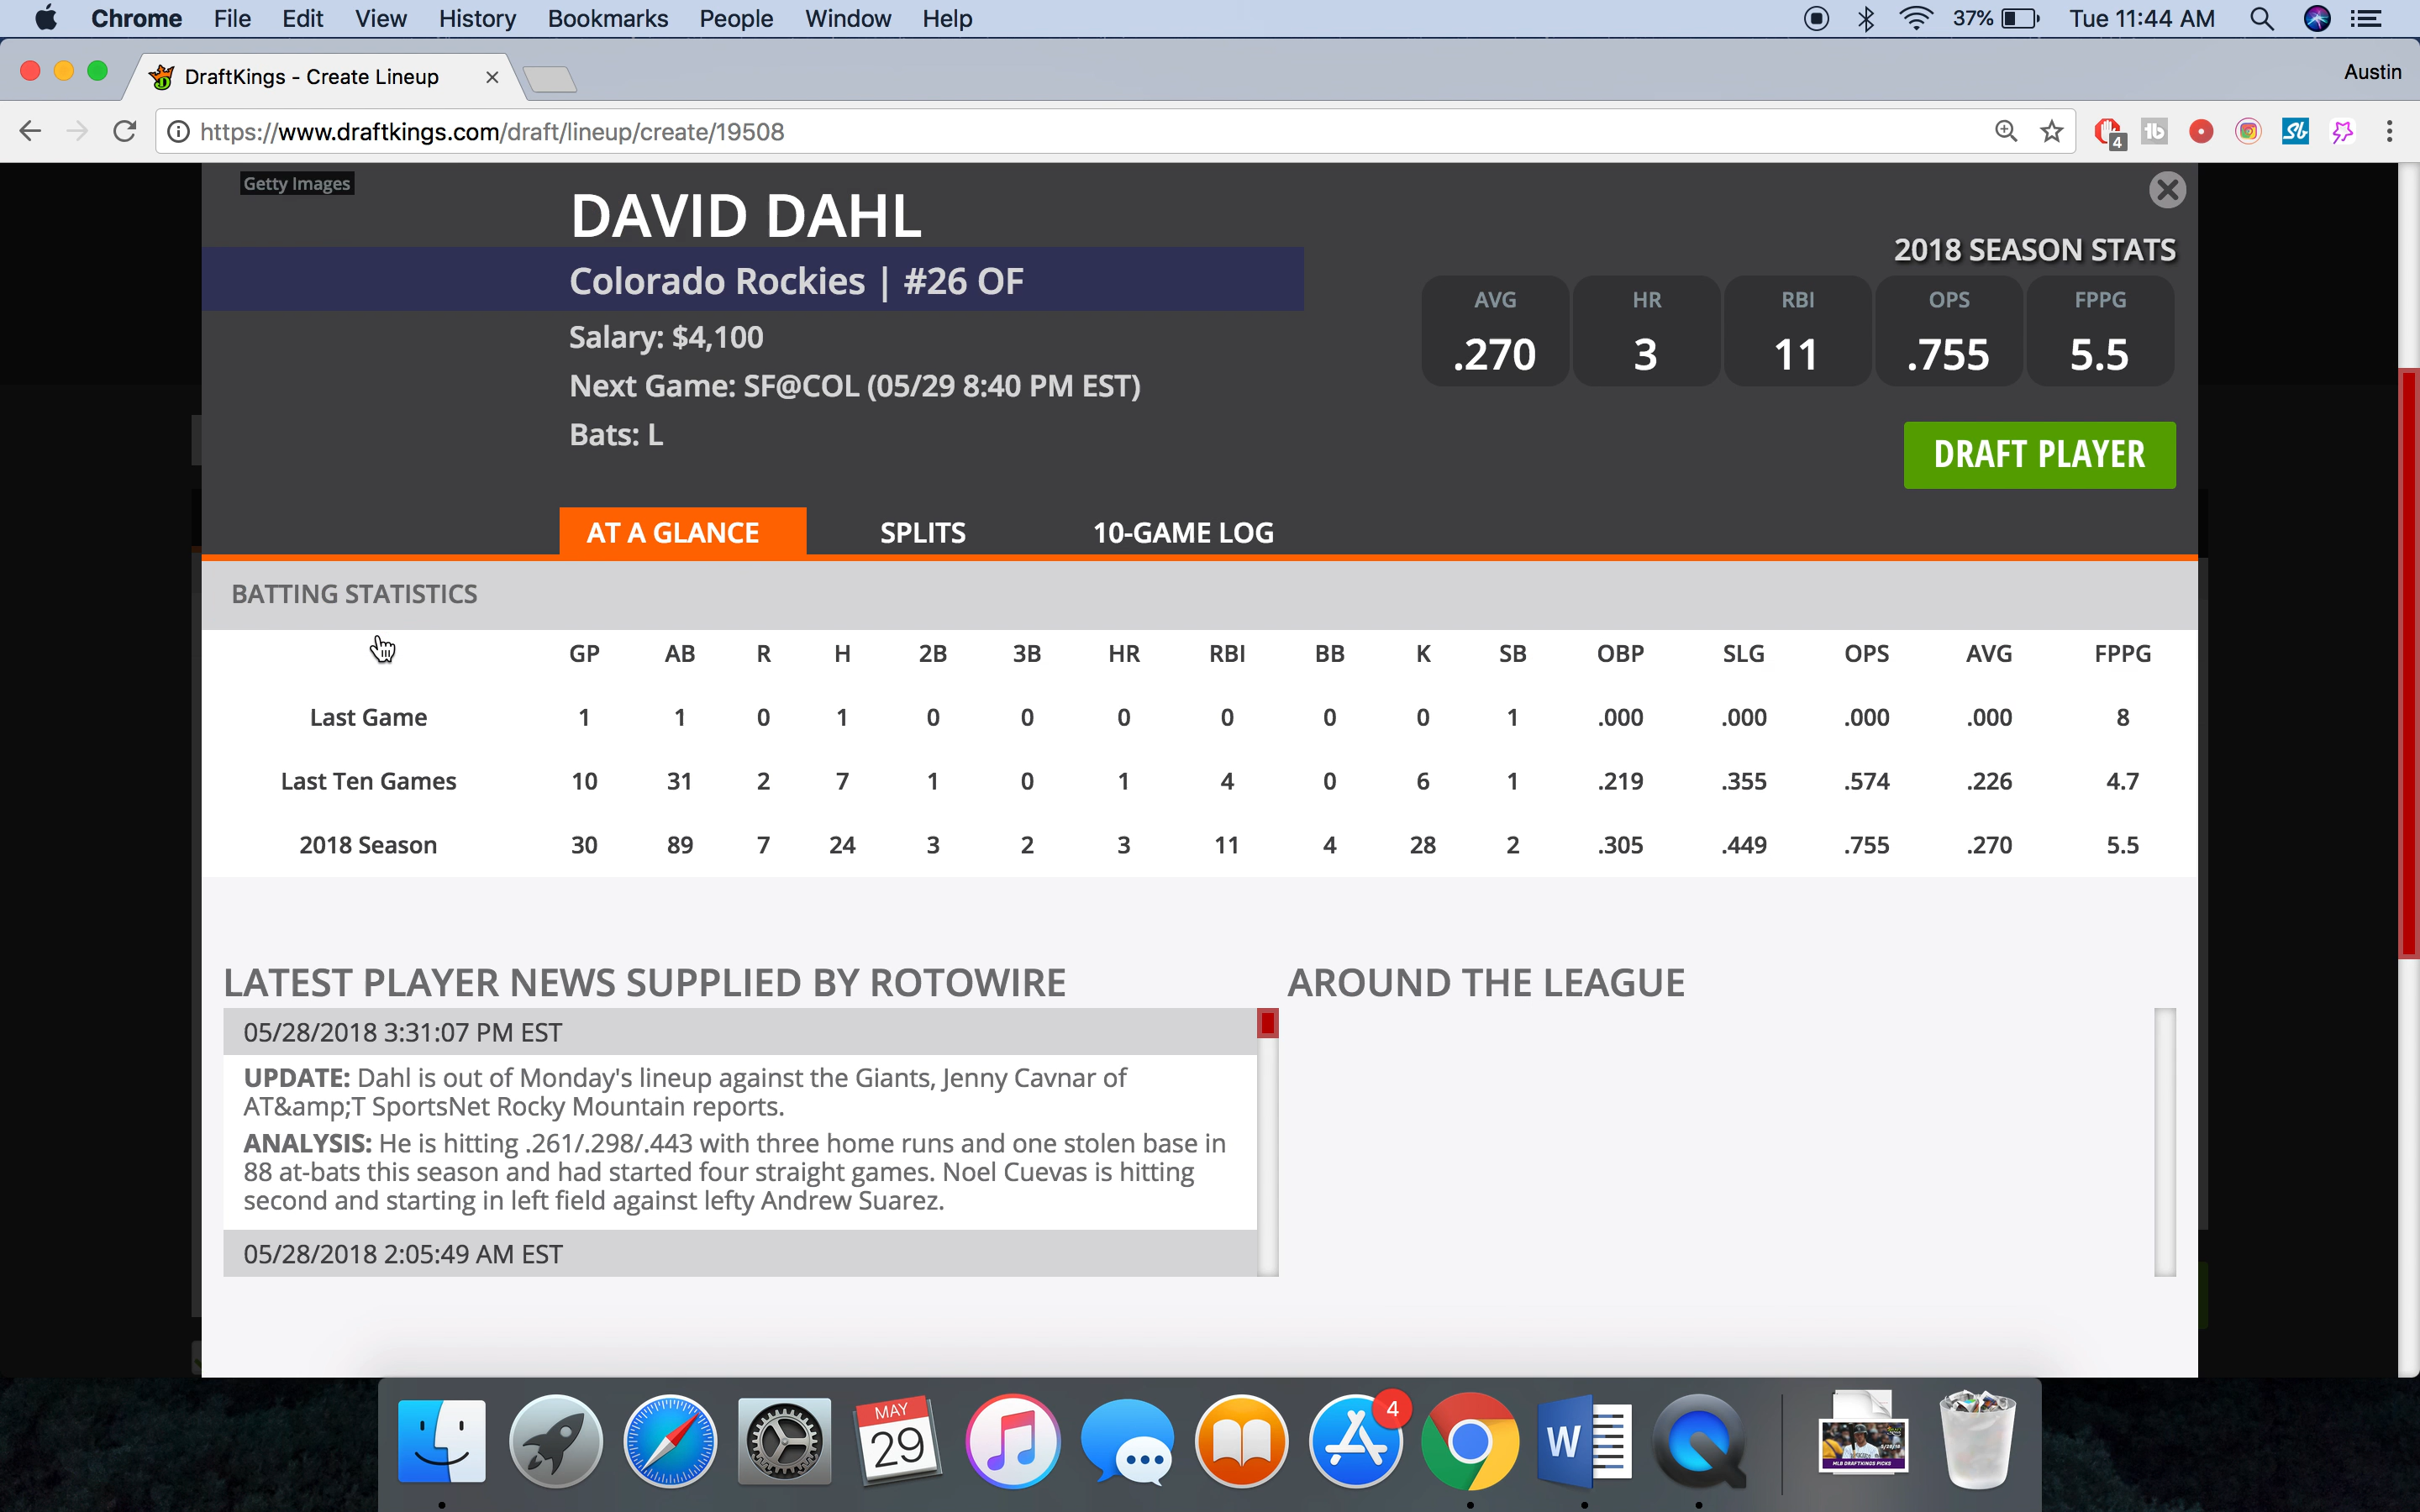 Chrome File Edit View History Bookmarks People Window Help 37% Tue 11:44 AM
DraftKings - Create Lineup
Austin
https://www.draftkings.com/draft/lineup/create/19508
4
Getty Images
DAVID DAHL
Colorado Rockies | #26 OF
Salary: $4,100
Next Game: SF@COL (05/29 8:40 PM EST)
Bats: L
2018 SEASON STATS
AVG HR RBI OPS FPPG
.270 3 11 .755 5.5
DRAFT PLAYER
AT A GLANCE SPLITS 10-GAME LOG
BATTING STATISTICS
GP AB R H 2B 3B HR RBI BB K SB OBP SLG OPS AVG FPPG
Last Game 1 1 0 1 0 0 0 0 0 0 1 .000 .000 .000 .000 8
Last Ten Games 10 31 2 7 1 0 1 4 0 6 1 .219 .355 .574 .226 4.7
2018 Season 30 89 7 24 3 2 3 11 4 28 2 .305 .449 .755 .270 5.5
LATEST PLAYER NEWS SUPPLIED BY ROTOWIRE
05/28/2018 3:31:07 PM EST
UPDATE: Dahl is out of Monday's lineup against the Giants, Jenny Cavnar of
AT&amp;T SportsNet Rocky Mountain reports.
ANALYSIS: He is hitting .261/.298/.443 with three home runs and one stolen base in
88 at-bats this season and had started four straight games. Noel Cuevas is hitting
second and starting in left field against lefty Andrew Suarez.
05/28/2018 2:05:49 AM EST
AROUND THE LEAGUE
MAY
29
4
W
MLB DRAFTKINGS PICKS